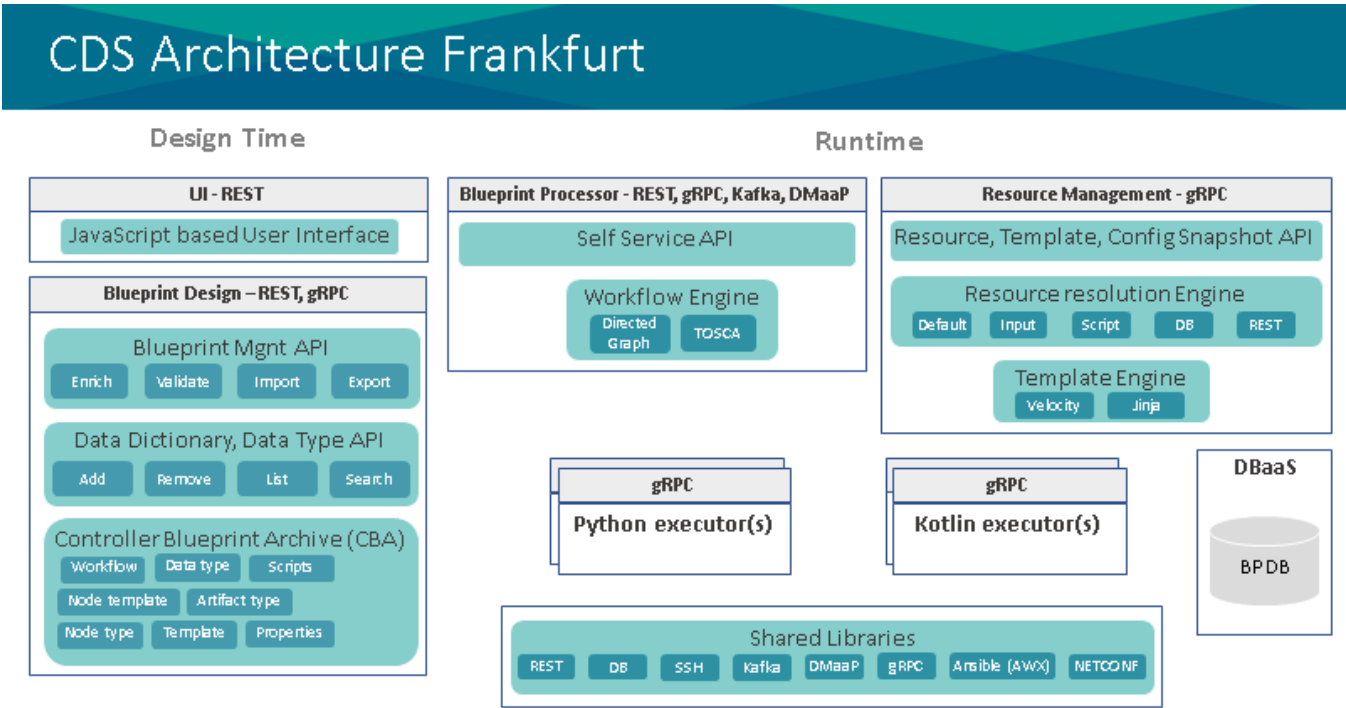 CDS Architecture Frankfurt
Design Time
Runtime
UI - REST
JavaScript based User Interface
Blueprint Design – REST, gRPC
Blueprint Mgnt API
Enrich
Validate
Import
Export
Data Dictionary, Data Type API
Add
Remove
List
Search
Controller Blueprint Archive (CBA)
Workflow
Data type
Scripts
Node template
Artifact type
Node type
Template
Properties
Blueprint Processor - REST, gRPC, Kafka, DMaaP
Self Service API
Workflow Engine
Directed
Graph
TOSCA
Resource Management - gRPC
Resource, Template, Config Snapshot API
Resource resolution Engine
Default
Input
Script
DB
REST
Template Engine
Velocity
Jinja
gRPC
Python executor(s)
gRPC
Kotlin executor(s)
DBaaS
BPDB
Shared Libraries
REST
DB
SSH
Kafka
DMaaP
gRPC
Ansible (AWX)
NETCONF